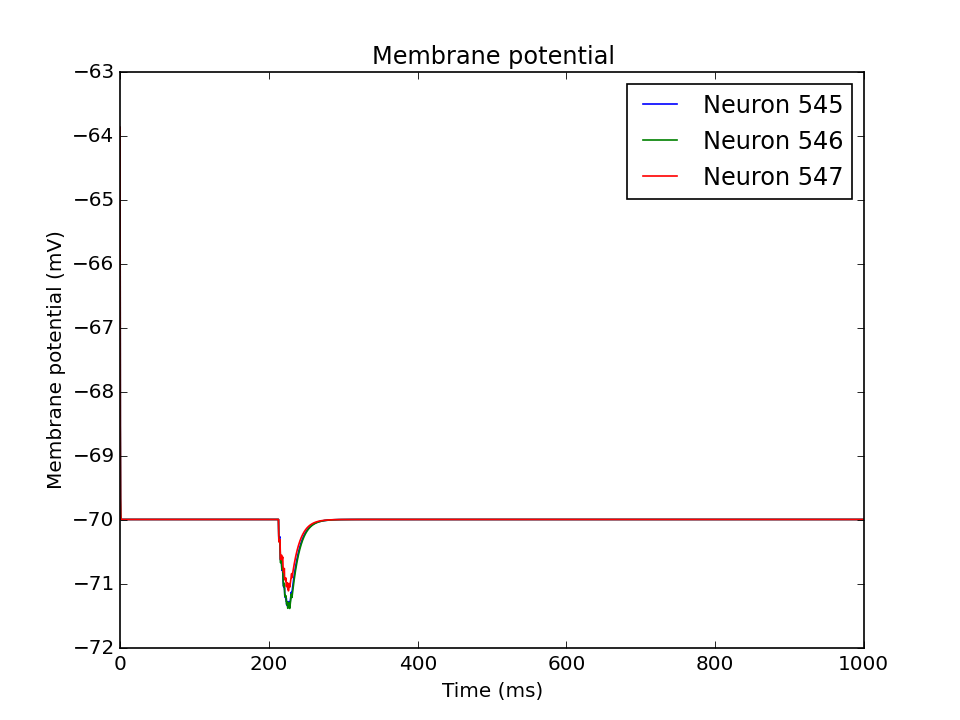 Membrane potential
Neuron 545
Neuron 546
Neuron 547
Membrane potential (mV)
−63
−64
−65
−66
−67
−68
−69
−70
−71
−72
0 200 400 600 800 1000
Time (ms)